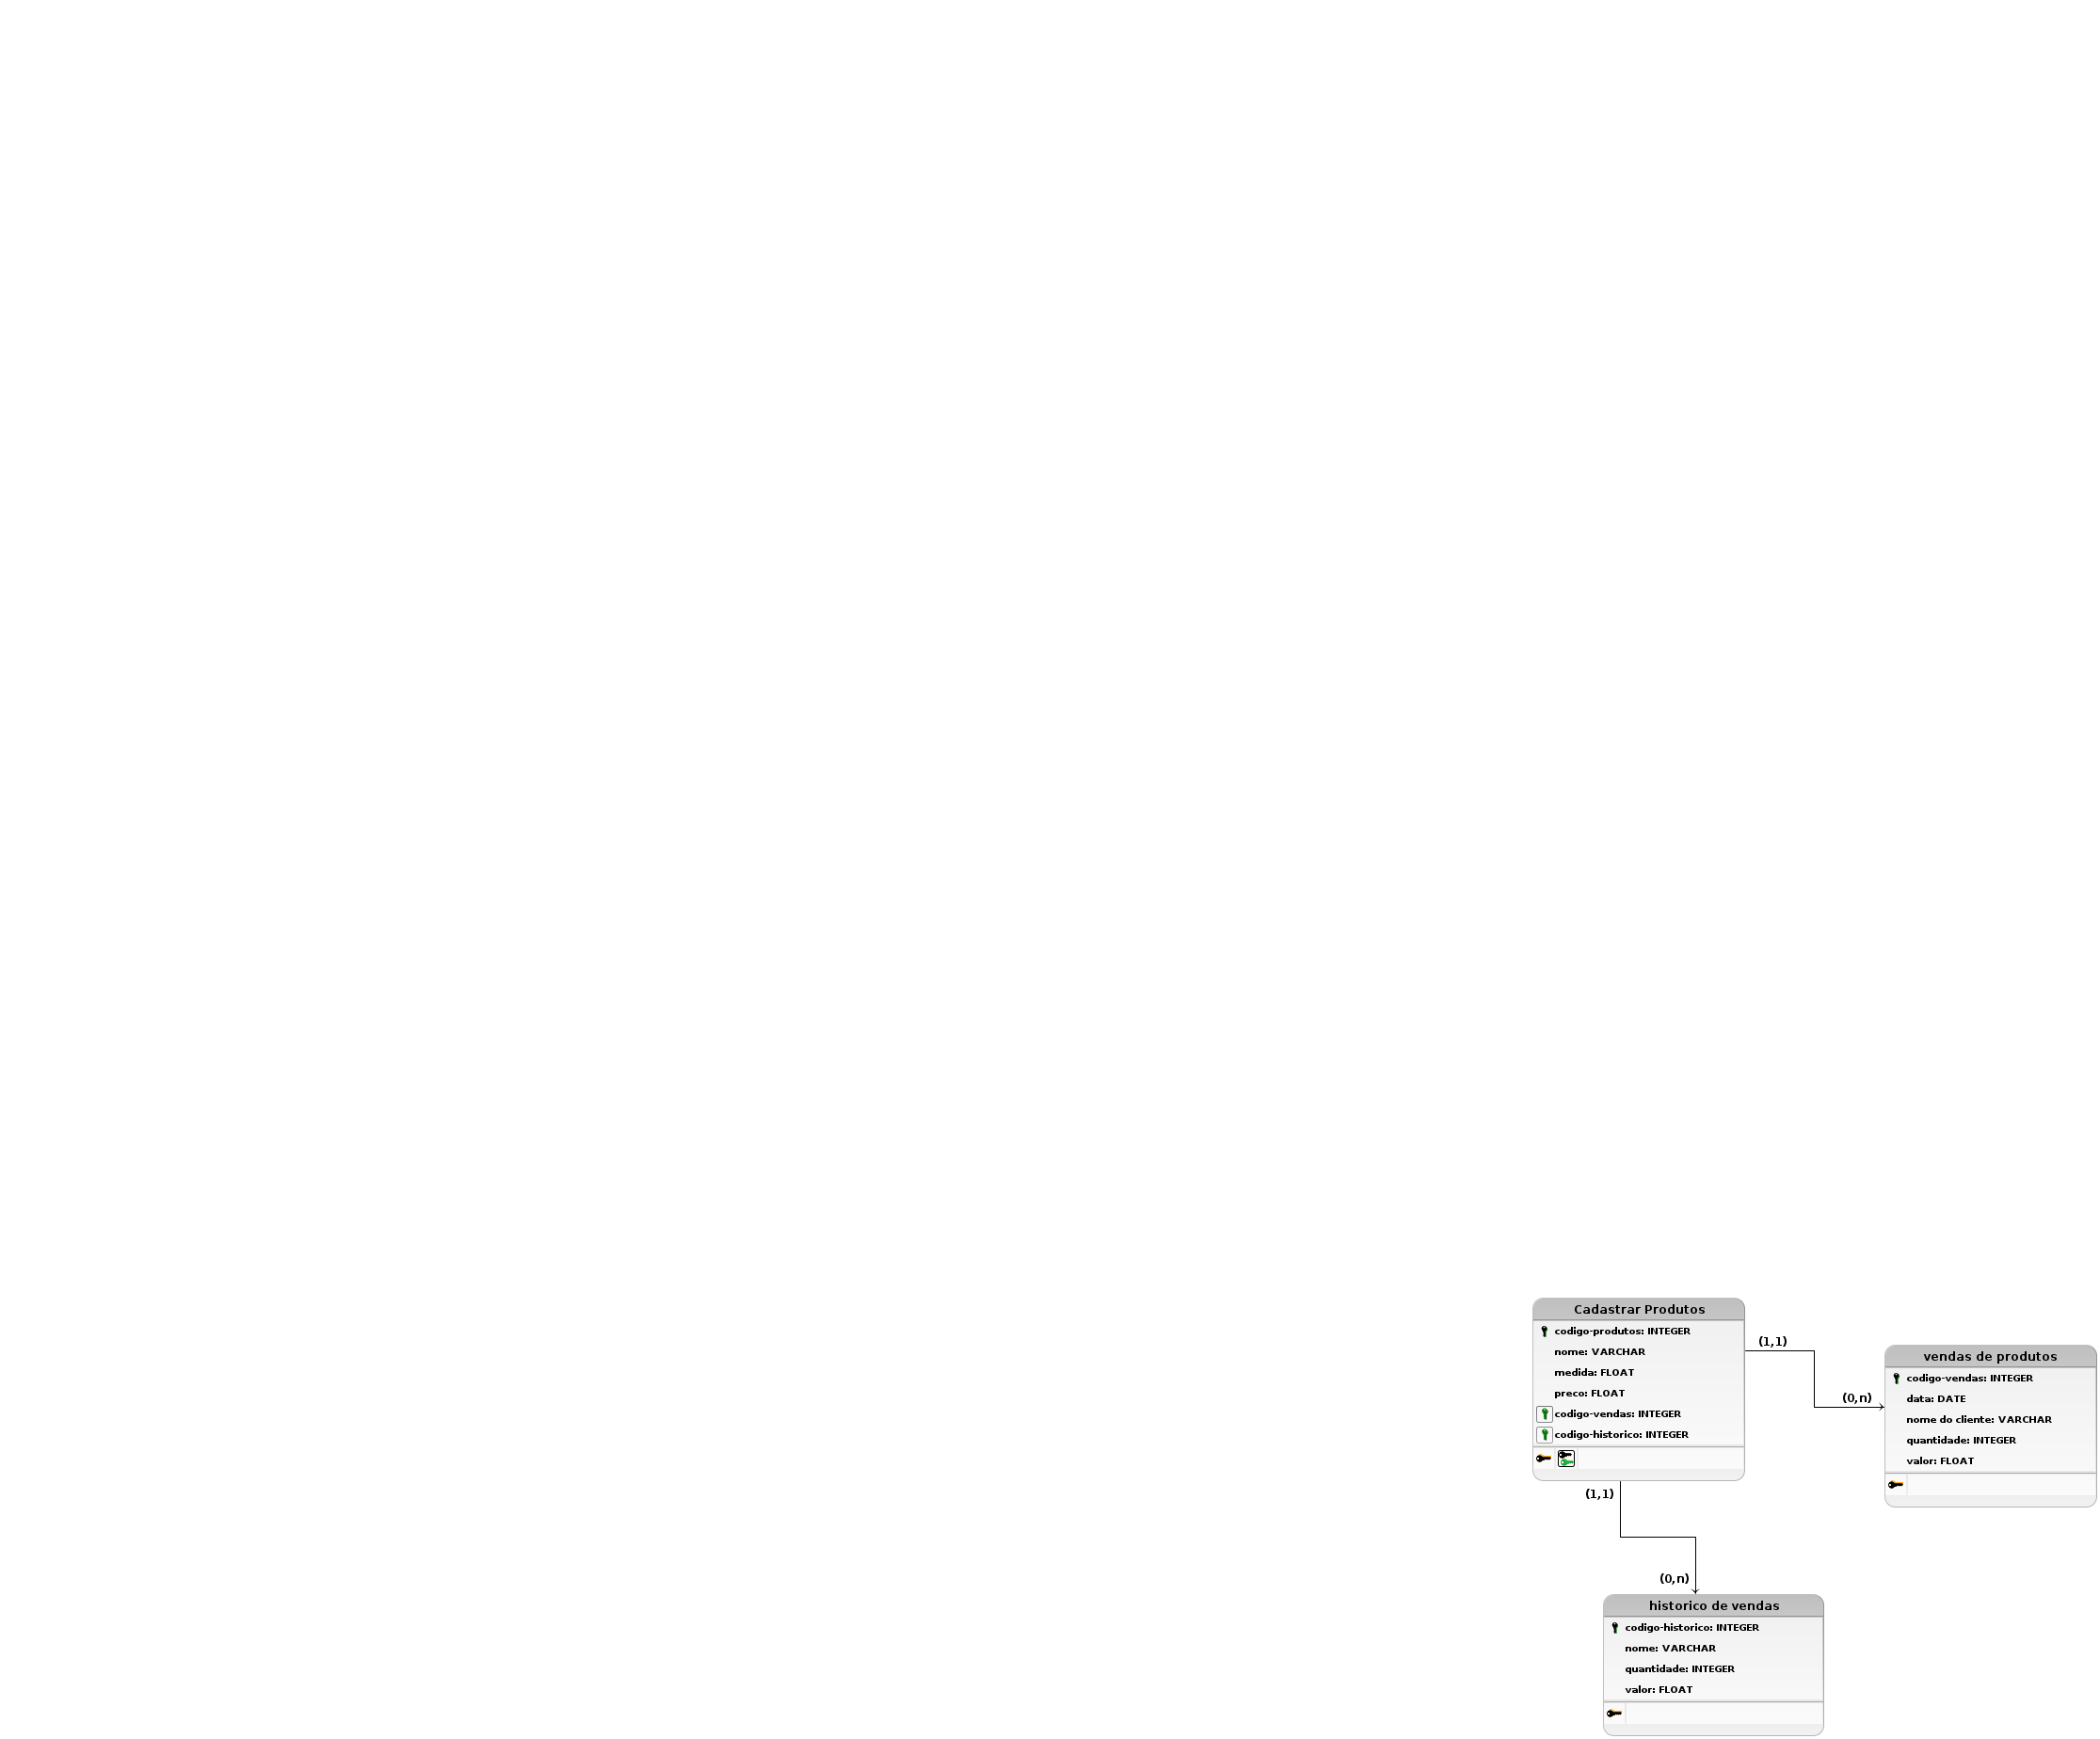 Cadastrar Produtos
codigo-produtos: INTEGER
nome: VARCHAR
medida: FLOAT
preco: FLOAT
codigo-vendas: INTEGER
codigo-historico: INTEGER
(1,1)
(0,n)
vendas de produtos
codigo-vendas: INTEGER
data: DATE
nome do cliente: VARCHAR
quantidade: INTEGER
valor: FLOAT
(1,1)
(0,n)
historico de vendas
codigo-historico: INTEGER
nome: VARCHAR
quantidade: INTEGER
valor: FLOAT